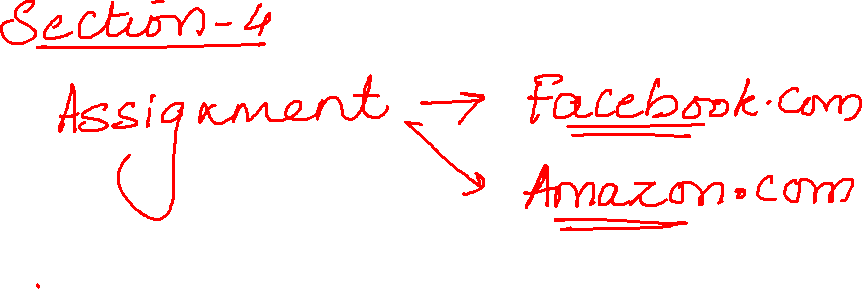 Section-4
Assignment → Facebook.com
Amazon.com